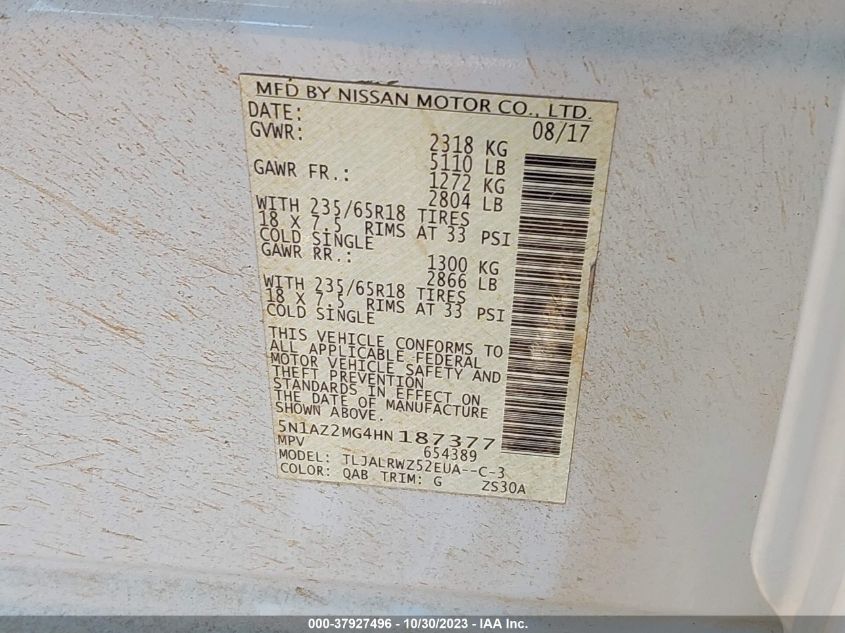 MFD BY NISSAN MOTOR CO., LTD.
DATE: 08/17
GVWR: 2318 KG
5110 LB
GAWR FR.: 1272 KG
2804 LB
WITH 235/65R18 TIRES
18 X 7.5 RIMS AT 33 PSI
COLD SINGLE
GAWR RR.: 1300 KG
2866 LB
WITH 235/65R18 TIRES
18 X 7.5 RIMS AT 33 PSI
COLD SINGLE
THIS VEHICLE CONFORMS TO
ALL APPLICABLE FEDERAL
MOTOR VEHICLE SAFETY AND
THEFT PREVENTION
STANDARDS IN EFFECT ON
THE DATE OF MANUFACTURE
SHOWN ABOVE.
5N1AZ2MG4HN187377
MPV 654389
MODEL: TLJALRWZ52EUA--C-3
COLOR: QAB TRIM: G ZS30A
000-37927496 - 10/30/2023 - IAA Inc.